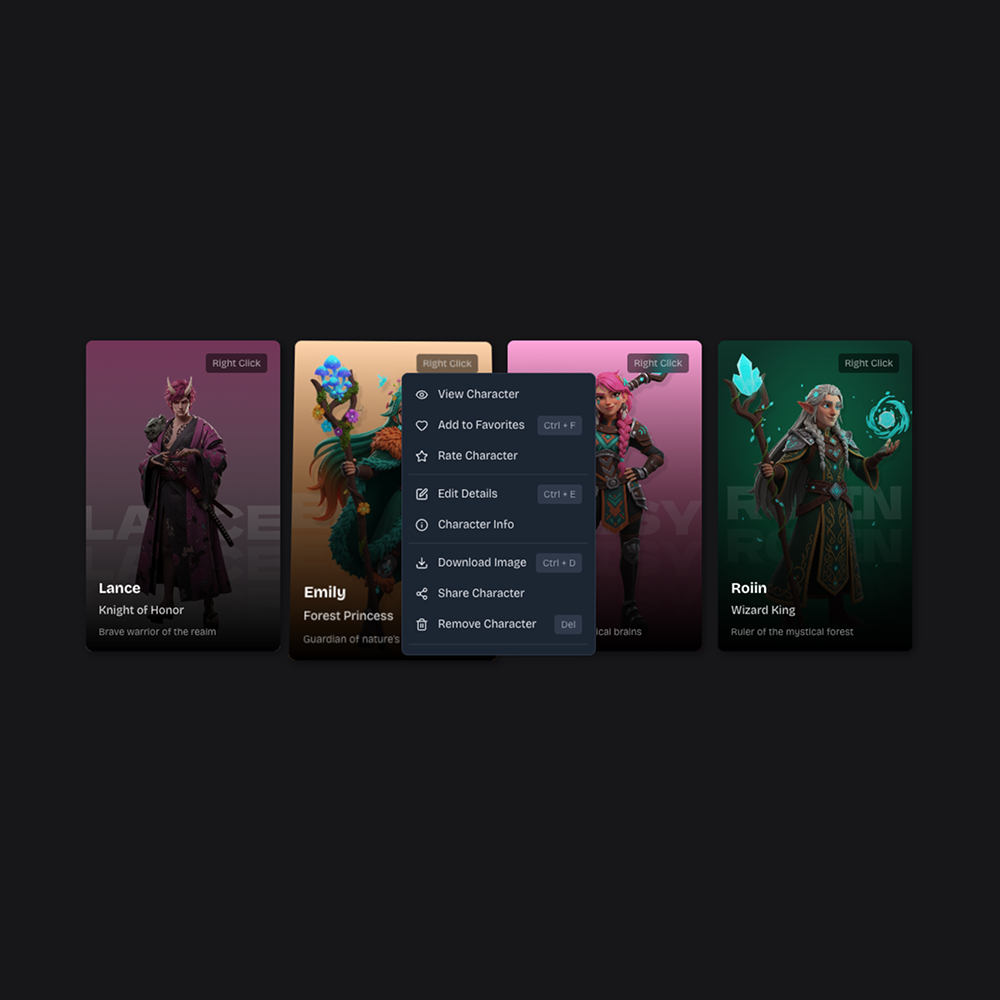 Right Click
LANCE
Lance
Knight of Honor
Brave warrior of the realm
Right Click
Emily
Forest Princess
Guardian of nature's
View Character
Add to Favorites Ctrl + F
Rate Character
Edit Details Ctrl + E
Character Info
Download Image Ctrl + D
Share Character
Remove Character Del
Right Click
SY
ical brains
Right Click
ROIIN
ROIIN
Roiin
Wizard King
Ruler of the mystical forest